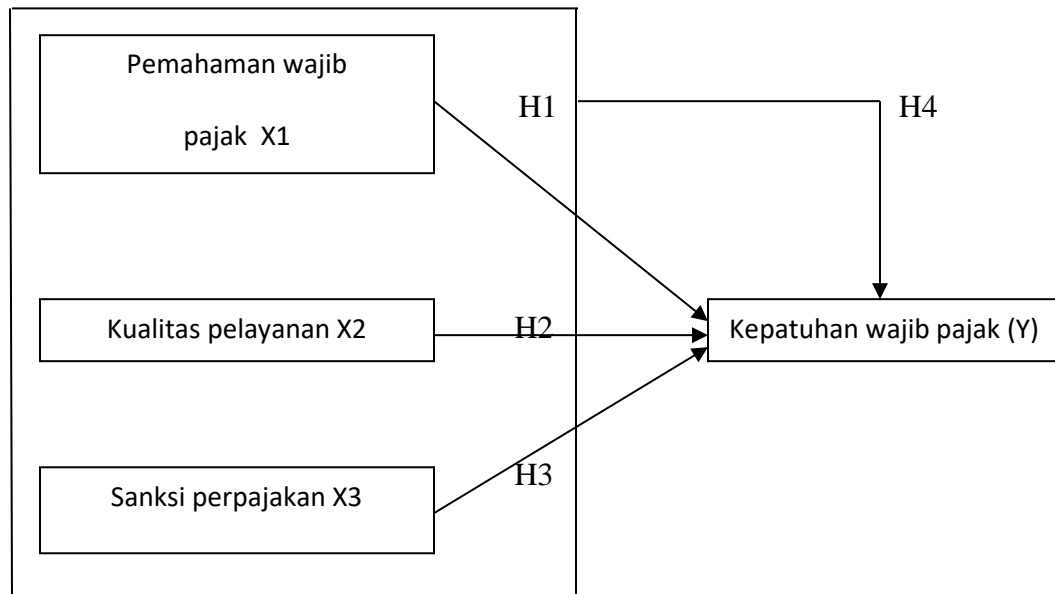 Pemahaman wajib
pajak X1
H1
H4
Kualitas pelayanan X2
H2
Kepatuhan wajib pajak (Y)
H3
Sanksi perpajakan X3